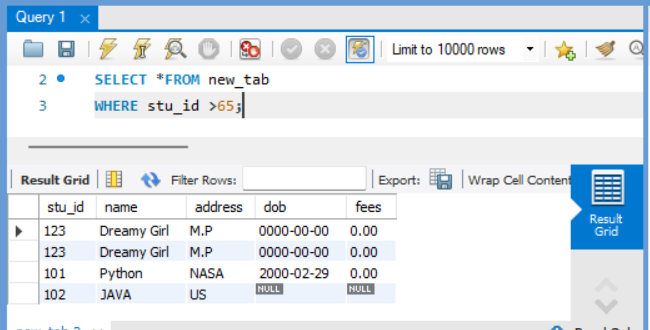 Query 1
Limit to 10000 rows
2 SELECT *FROM new_tab
3 WHERE stu_id >65;
Result Grid Filter Rows: Export: Wrap Cell Content
Result Grid
stu_id name address dob fees
123 Dreamy Girl M.P 0000-00-00 0.00
123 Dreamy Girl M.P 0000-00-00 0.00
101 Python NASA 2000-02-29 0.00
102 JAVA US NULL NULL